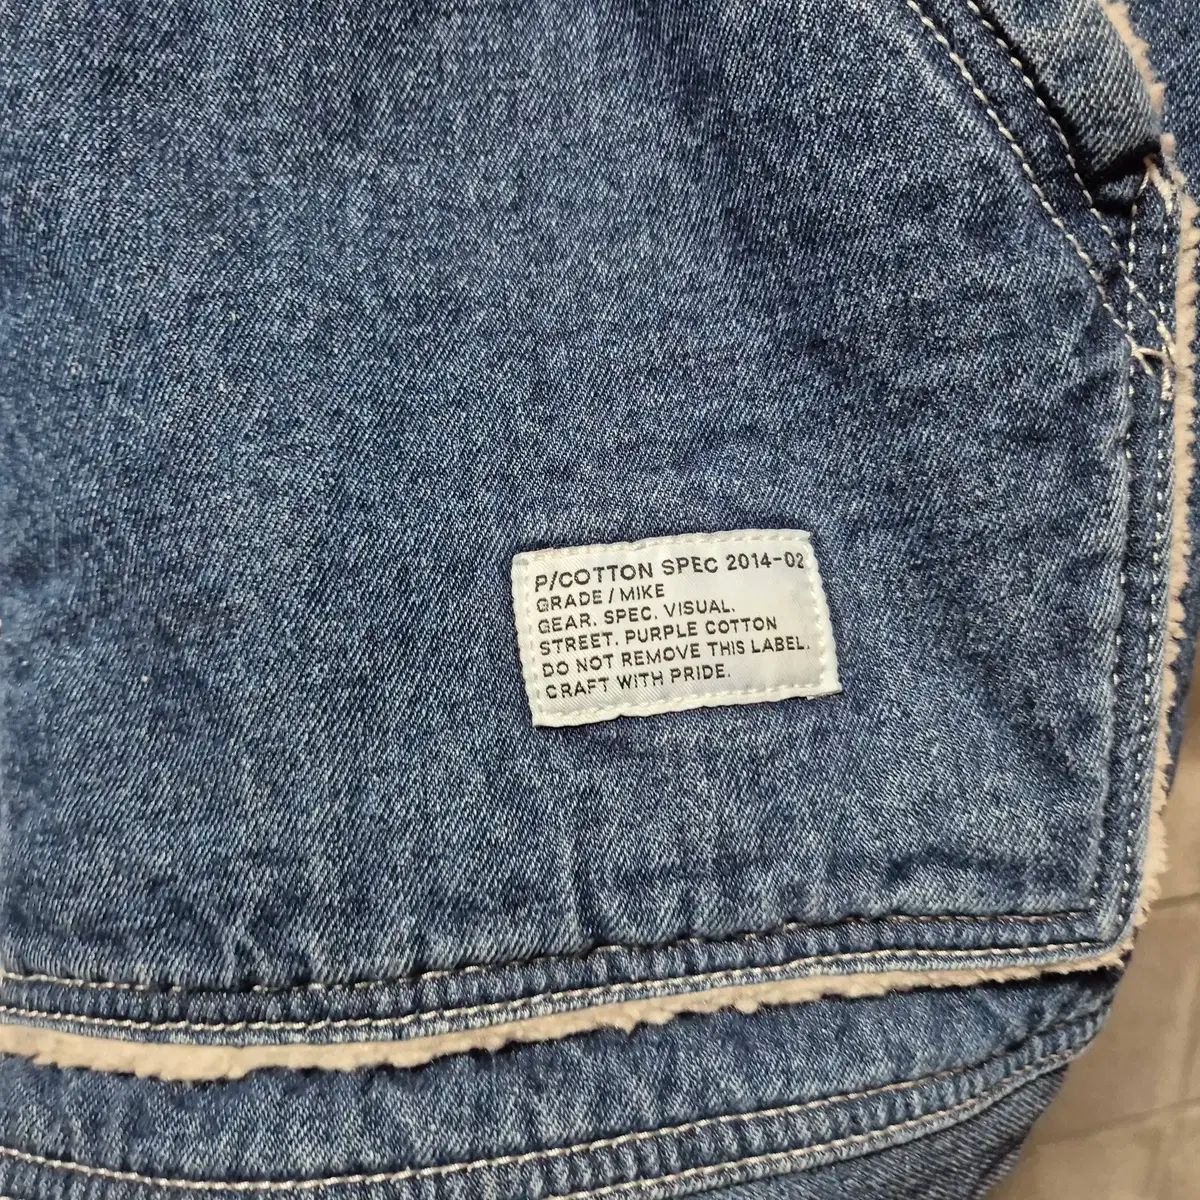 P/COTTON SPEC 2014-02
GRADE / MIKE
GEAR. SPEC. VISUAL.
STREET. PURPLE COTTON
DO NOT REMOVE THIS LABEL.
CRAFT WITH PRIDE.